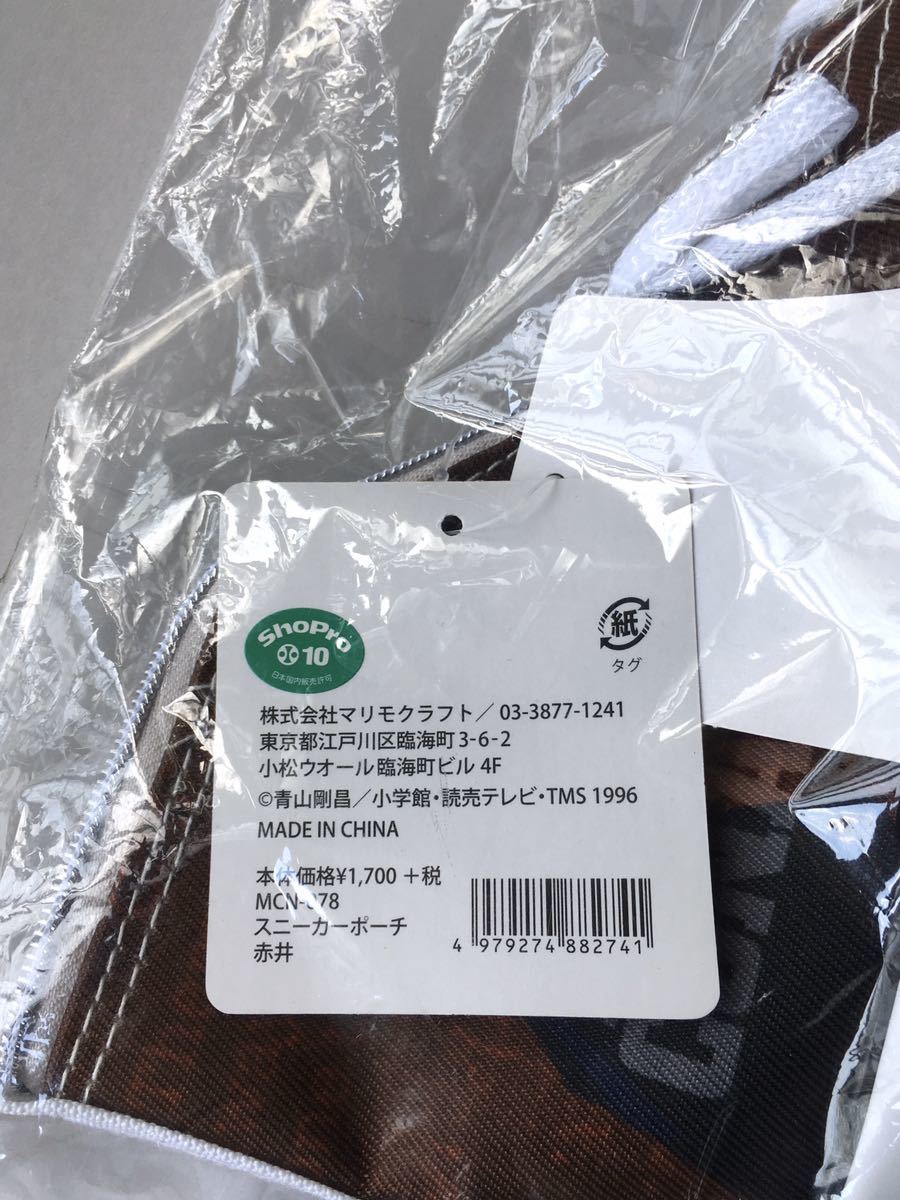 ShoPro
10
日本国内販売許可
紙
タグ
株式会社マリモクラフト／03-3877-1241
東京都江戸川区臨海町3-6-2
小松ウオール臨海町ビル 4F
©青山剛昌／小学館・読売テレビ・TMS 1996
MADE IN CHINA
本体価格¥1,700 +税
MCN-078
スニーカーポーチ
赤井
4 979274 882741